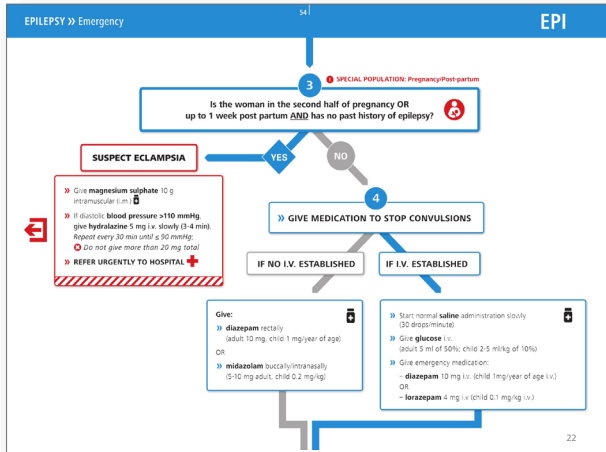 54
EPILEPSY » Emergency
EPI
3
! SPECIAL POPULATION: Pregnancy/Post-partum
Is the woman in the second half of pregnancy OR
up to 1 week post partum AND has no past history of epilepsy?
SUSPECT ECLAMPSIA
YES
NO
» Give magnesium sulphate 10 g
intramuscular (i.m.)
» If diastolic blood pressure >110 mmHg,
give hydralazine 5 mg i.v. slowly (3-4 min).
Repeat every 30 min until ≤ 90 mmHg;
Do not give more than 20 mg total
» REFER URGENTLY TO HOSPITAL
4
» GIVE MEDICATION TO STOP CONVULSIONS
IF NO I.V. ESTABLISHED
IF I.V. ESTABLISHED
Give:
» diazepam rectally
(adult 10 mg, child 1 mg/year of age)
OR
» midazolam buccally/intranasally
(5-10 mg adult, child 0.2 mg/kg)
» Start normal saline administration slowly
(30 drops/minute)
» Give glucose i.v.
(adult 5 ml of 50%; child 2-5 ml/kg of 10%)
» Give emergency medication:
– diazepam 10 mg i.v. (child 1mg/year of age i.v.)
OR
– lorazepam 4 mg i.v (child 0.1 mg/kg i.v.)
22